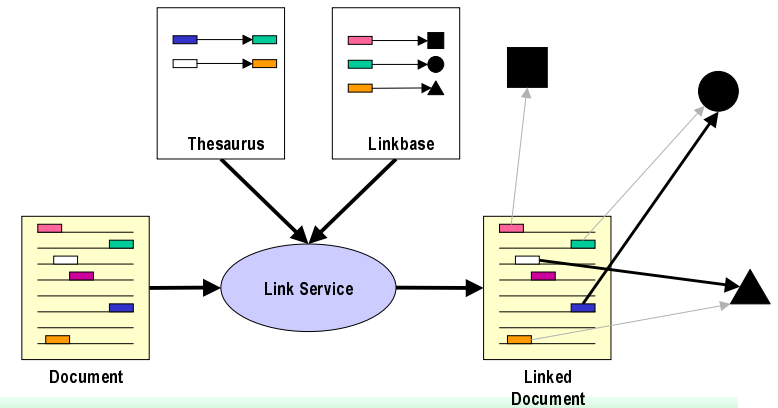 Thesaurus
Linkbase
Link Service
Document
Linked
Document